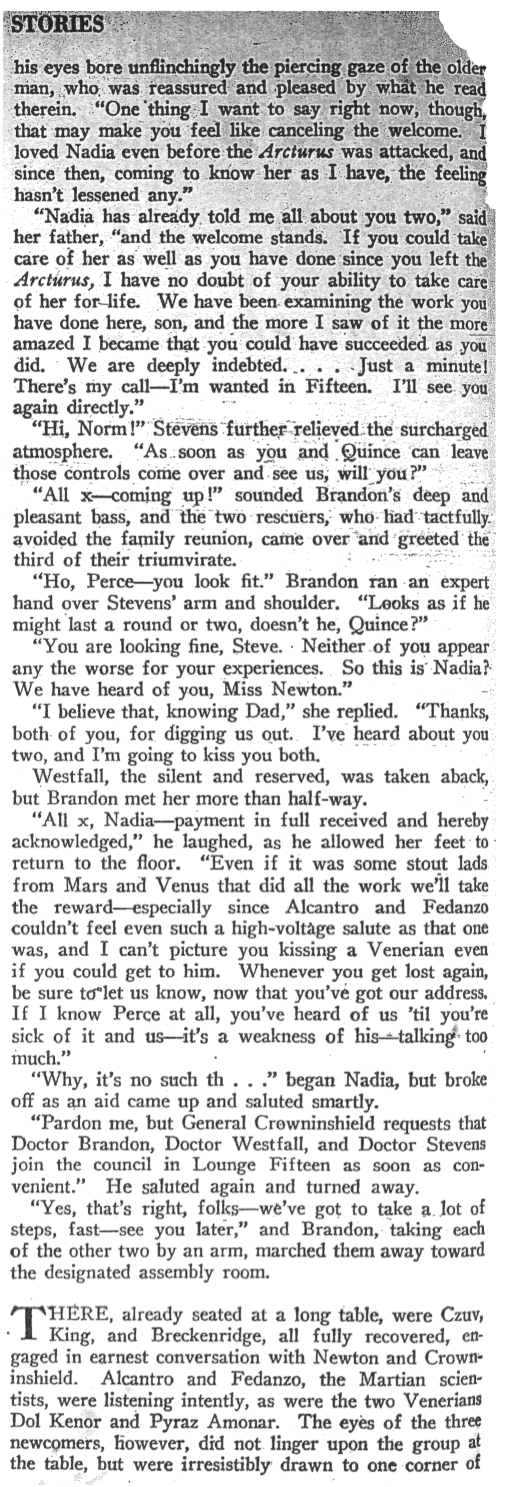 STORIES
his eyes bore unflinchingly the piercing gaze of the older
man, who was reassured and pleased by what he read
therein. “One thing I want to say right now, though,
that may make you feel like canceling the welcome. I
loved Nadia even before the Arcturus was attacked, and
since then, coming to know her as I have, the feeling
hasn’t lessened any.”
“Nadia has already told me all about you two,” said
her father, “and the welcome stands. If you could take
care of her as well as you have done since you left the
Arcturus, I have no doubt of your ability to take care
of her for life. We have been examining the work you
have done here, son, and the more I saw of it the more
amazed I became that you could have succeeded as you
did. We are deeply indebted. . . . . Just a minute!
There’s my call—I’m wanted in Fifteen. I’ll see you
again directly.”
“Hi, Norm!” Stevens further relieved the surcharged
atmosphere. “As soon as you and Quince can leave
those controls come over and see us, will you?”
“All x—coming up!” sounded Brandon’s deep and
pleasant bass, and the two rescuers, who had tactfully
avoided the family reunion, came over and greeted the
third of their triumvirate.
“Ho, Perce—you look fit.” Brandon ran an expert
hand over Stevens’ arm and shoulder. “Looks as if he
might last a round or two, doesn’t he, Quince?”
“You are looking fine, Steve. Neither of you appear
any the worse for your experiences. So this is Nadia?
We have heard of you, Miss Newton.”
“I believe that, knowing Dad,” she replied. “Thanks,
both of you, for digging us out. I’ve heard about you
two, and I’m going to kiss you both.
Westfall, the silent and reserved, was taken aback,
but Brandon met her more than half-way.
“All x, Nadia—payment in full received and hereby
acknowledged,” he laughed, as he allowed her feet to
return to the floor. “Even if it was some stout lads
from Mars and Venus that did all the work we’ll take
the reward—especially since Alcantro and Fedanzo
couldn’t feel even such a high-voltage salute as that one
was, and I can’t picture you kissing a Venerian even
if you could get to him. Whenever you get lost again,
be sure to let us know, now that you’ve got our address.
If I know Perce at all, you’ve heard of us ’til you’re
sick of it and us—it’s a weakness of his—talking too
much.”
“Why, it’s no such th . . .” began Nadia, but broke
off as an aid came up and saluted smartly.
“Pardon me, but General Crowninshield requests that
Doctor Brandon, Doctor Westfall, and Doctor Stevens
join the council in Lounge Fifteen as soon as con-
venient.” He saluted again and turned away.
“Yes, that’s right, folks—we’ve got to take a lot of
steps, fast—see you later,” and Brandon, taking each
of the other two by an arm, marched them away toward
the designated assembly room.
THERE, already seated at a long table, were Czuv,
King, and Breckenridge, all fully recovered, en-
gaged in earnest conversation with Newton and Crown-
inshield. Alcantro and Fedanzo, the Martian scien-
tists, were listening intently, as were the two Venerians
Dol Kenor and Pyraz Amonar. The eyes of the three
newcomers, however, did not linger upon the group at
the table, but were irresistibly drawn to one corner of